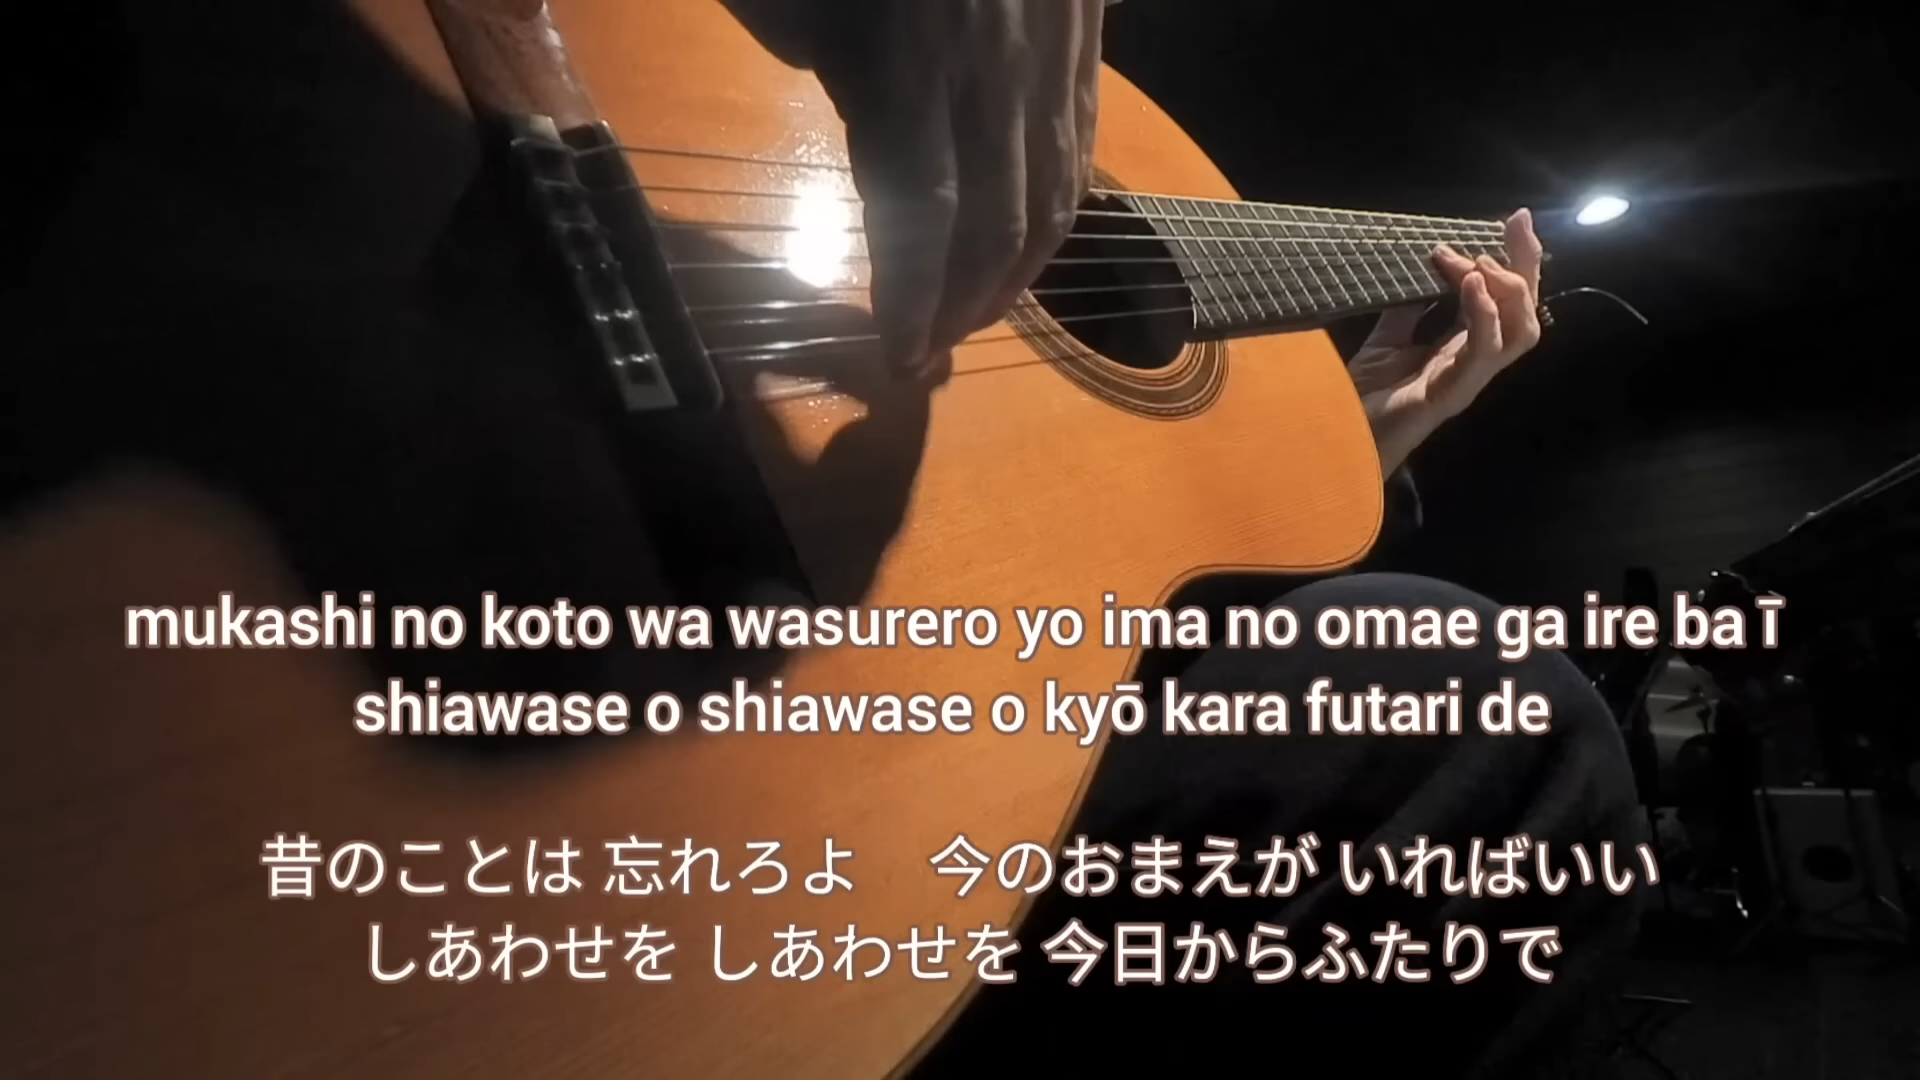 mukashi no koto wa wasurero yo ima no omae ga ire ba ī
shiawase o shiawase o kyō kara futari de
昔のことは 忘れろよ　今のおまえが いればいい
しあわせを しあわせを 今日からふたりで